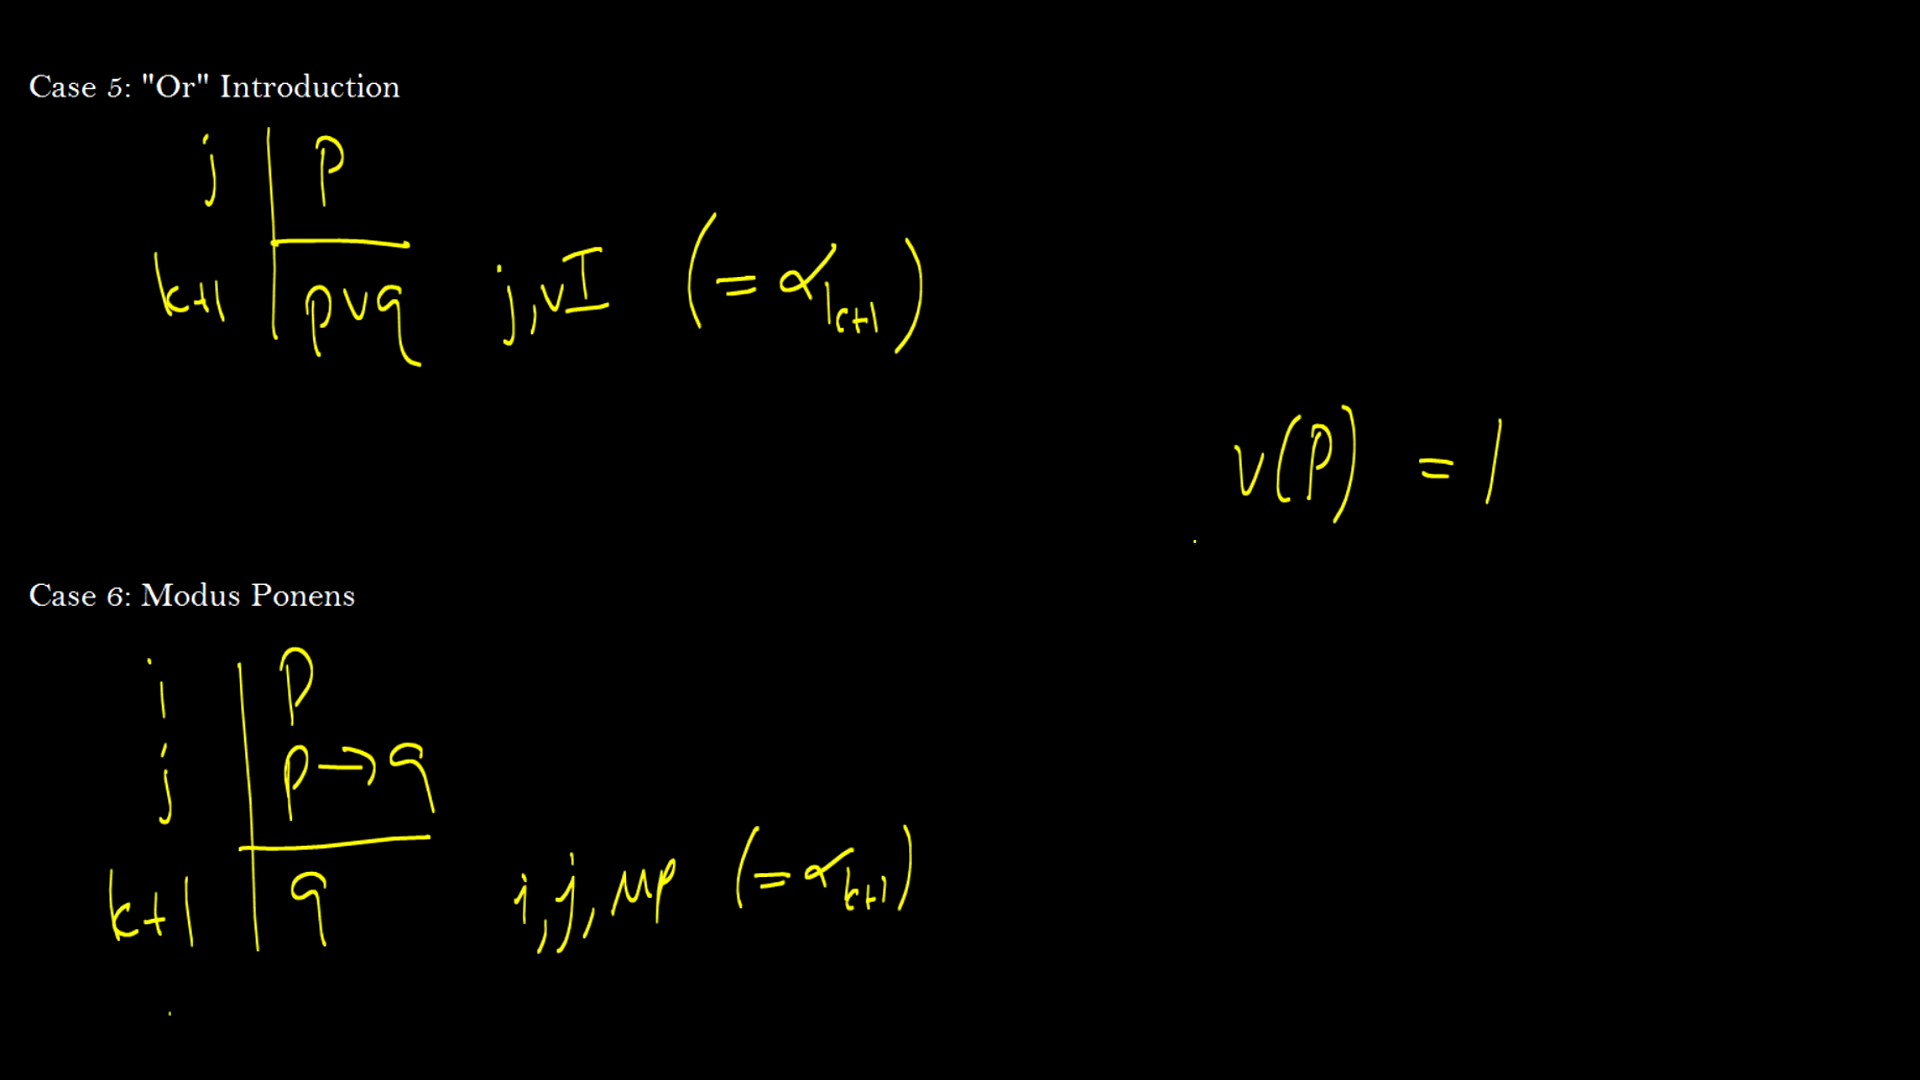 Case 5: "Or" Introduction
j | p
k+1 | p∨q j,∨I (= α_{k+1})
v(p) = 1
Case 6: Modus Ponens
i | p
j | p→q
k+1 | q i,j, MP (= α_{k+1})